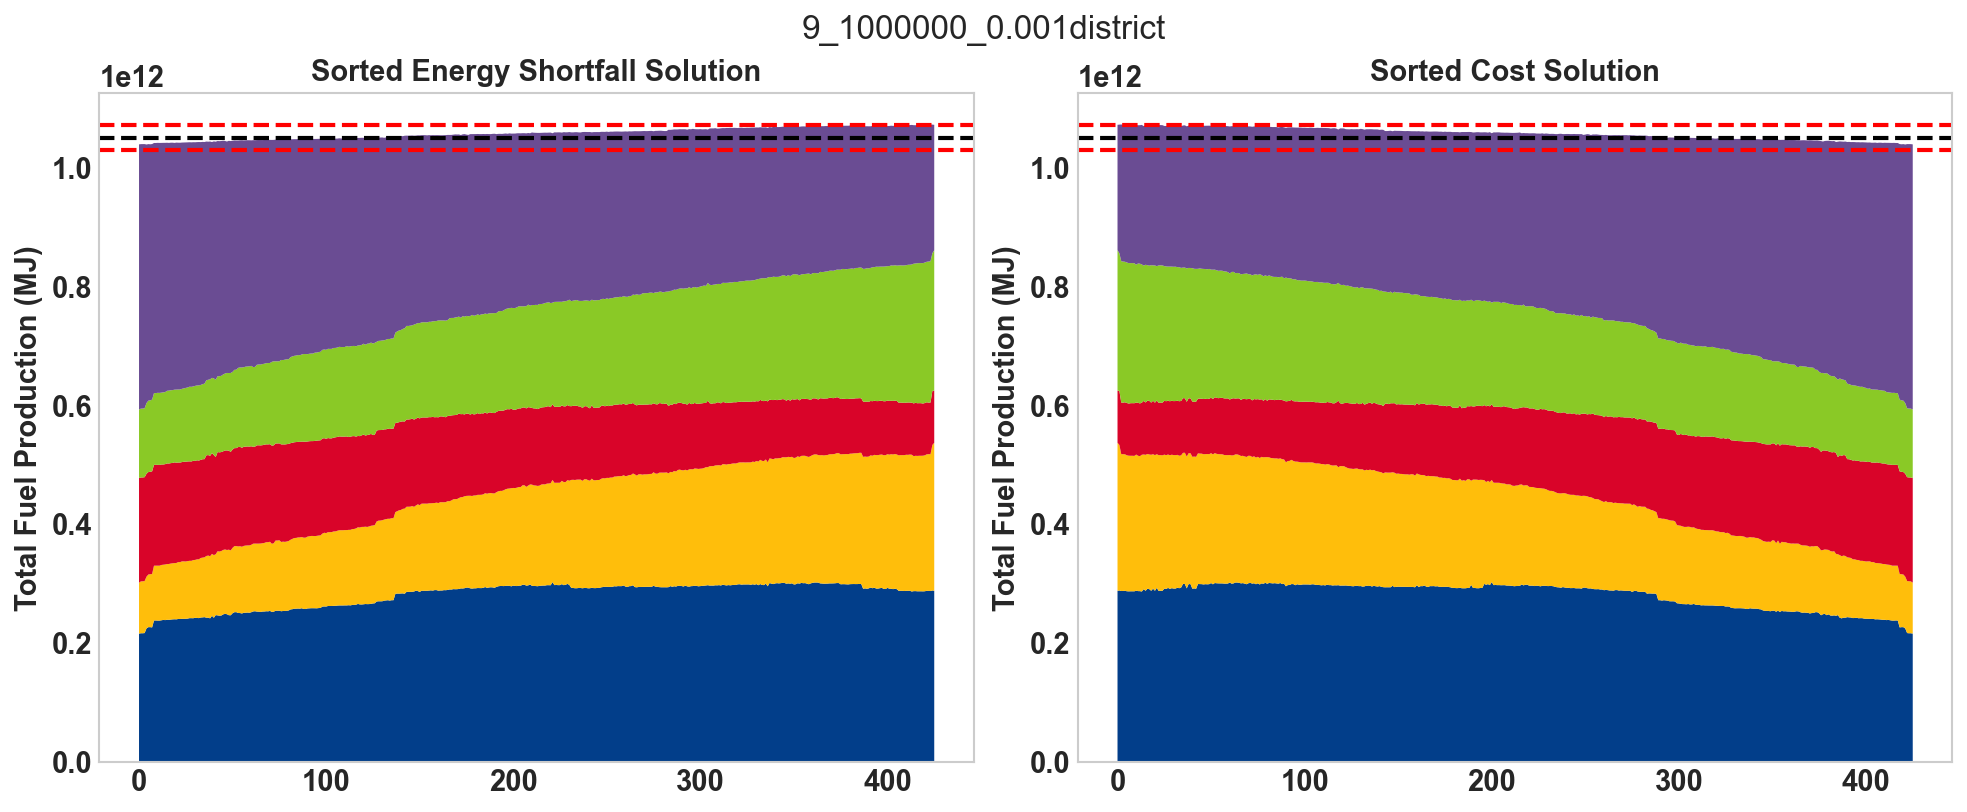 9_1000000_0.001district
Sorted Energy Shortfall Solution
1e12
Total Fuel Production (MJ)
1.0
0.8
0.6
0.4
0.2
0.0
0 100 200 300 400
Sorted Cost Solution
1e12
Total Fuel Production (MJ)
1.0
0.8
0.6
0.4
0.2
0.0
0 100 200 300 400